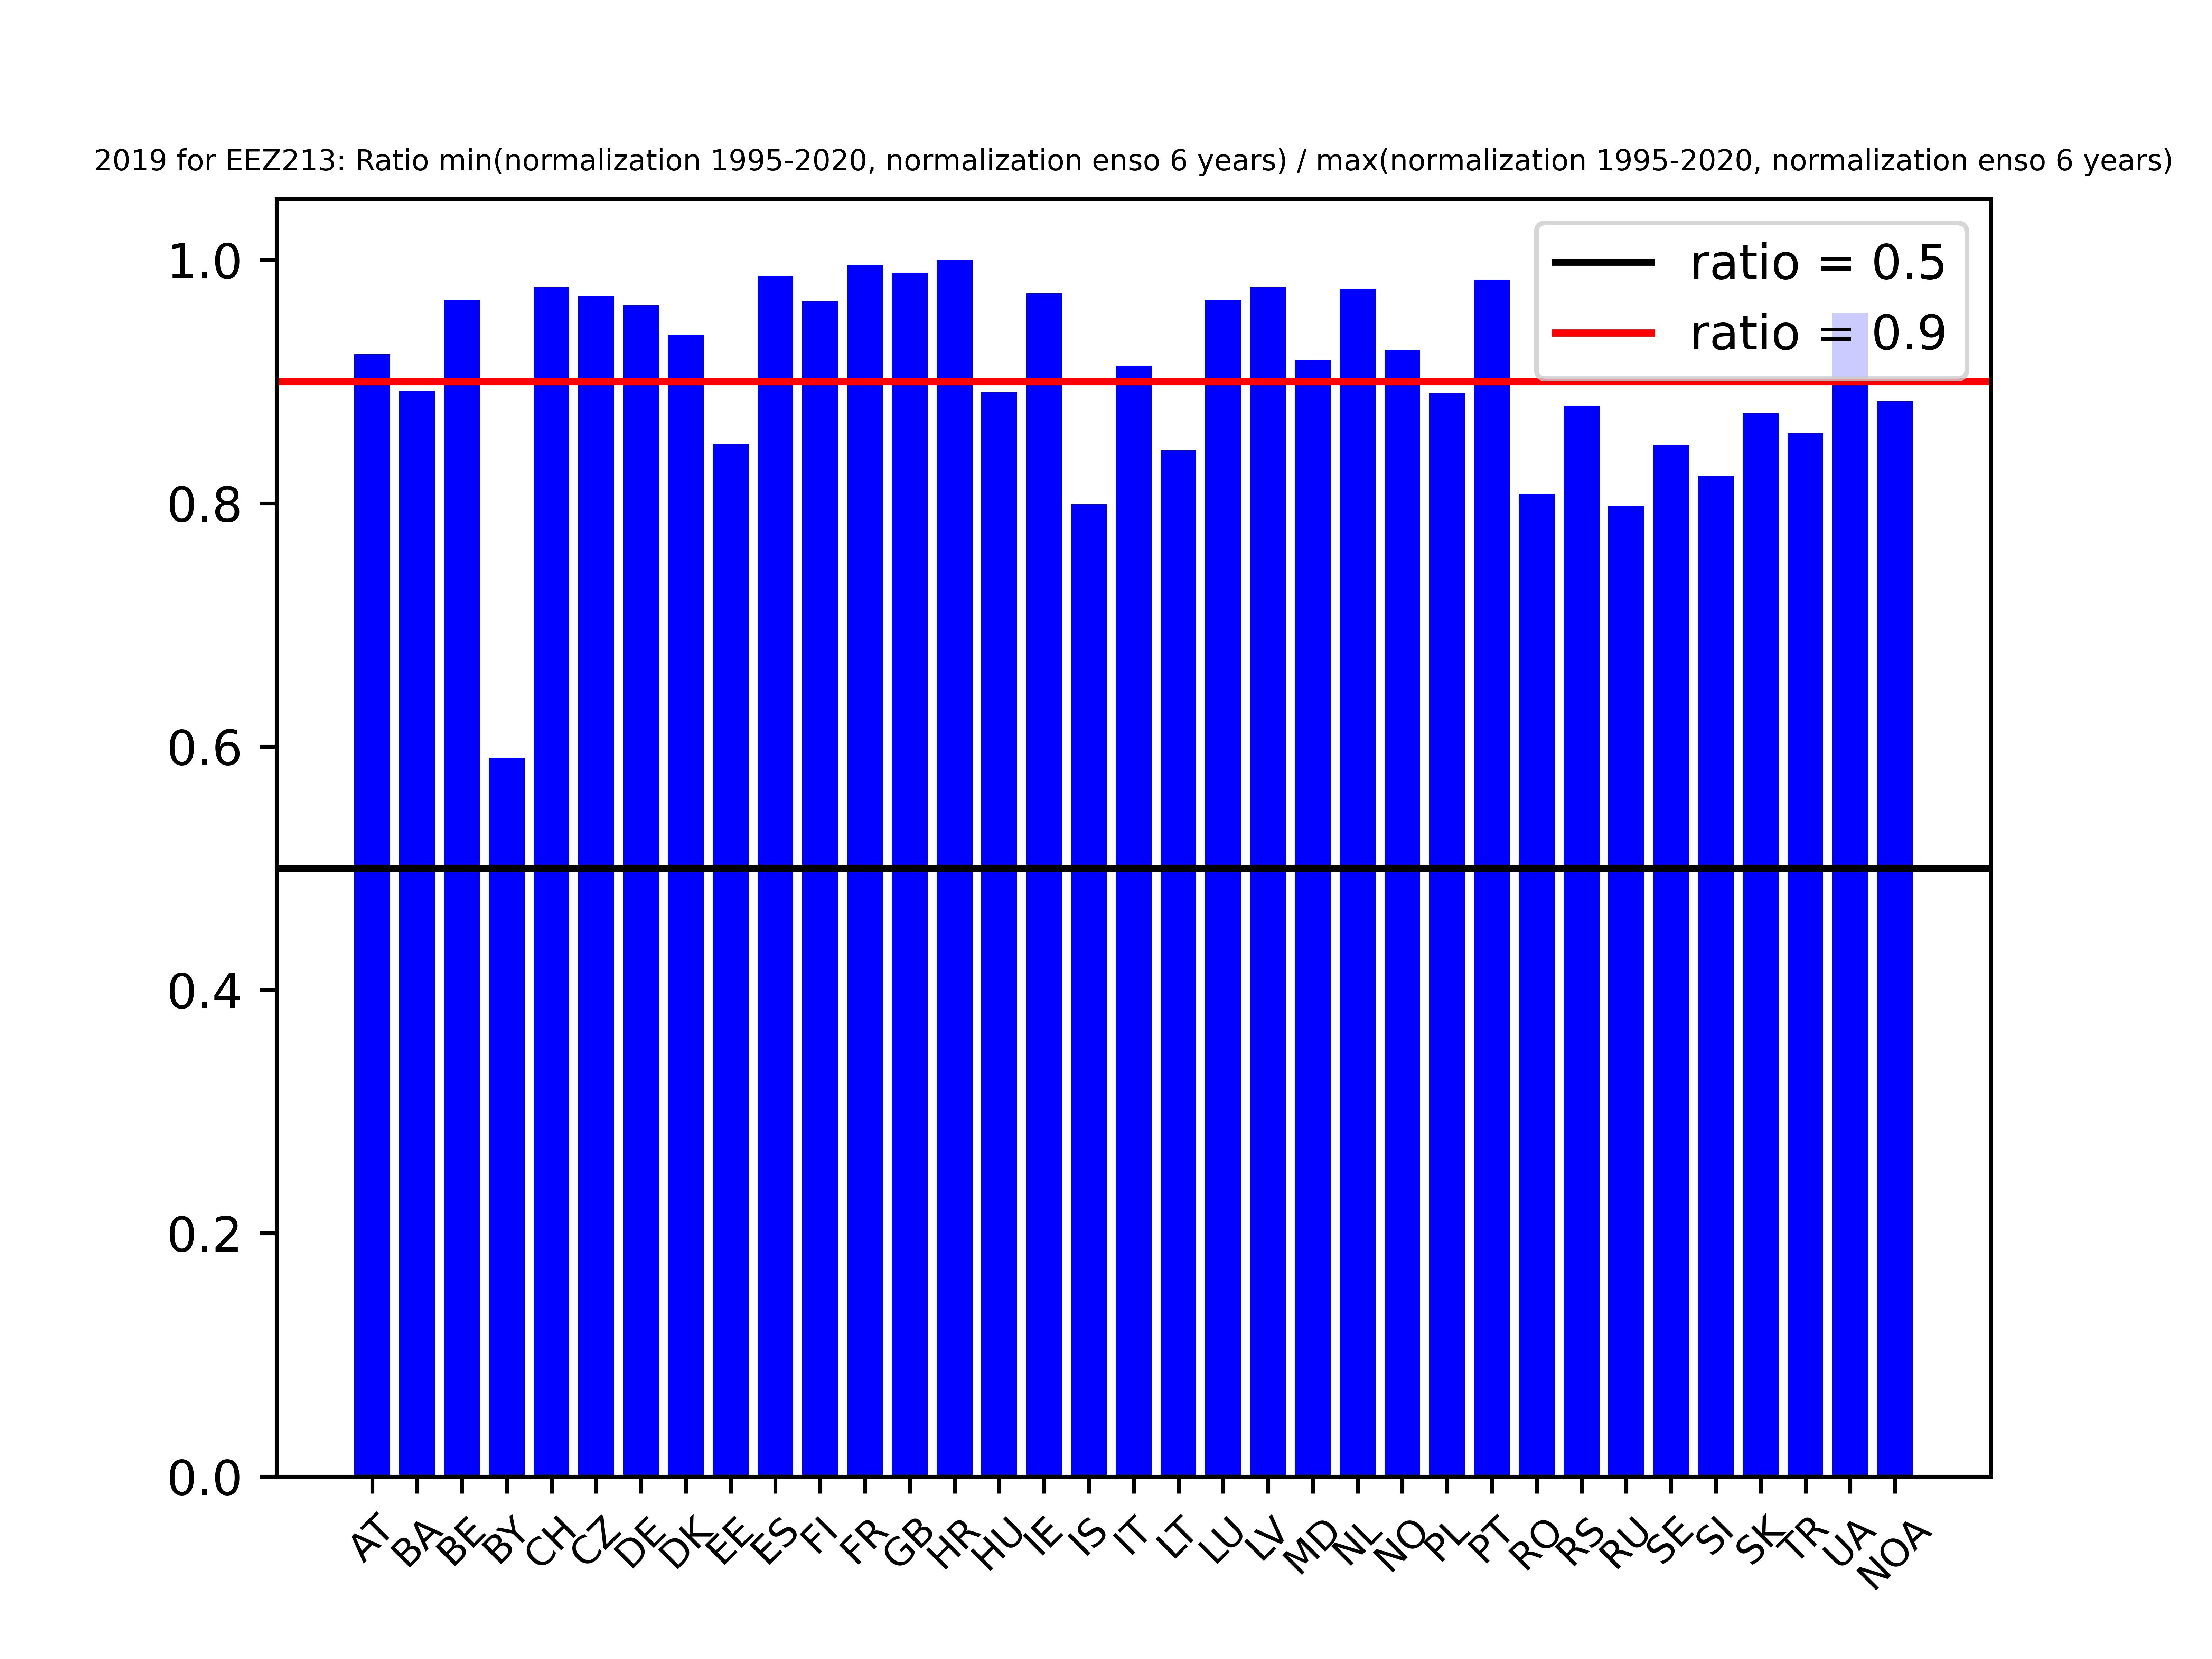 2019 for EEZ213: Ratio min(normalization 1995-2020, normalization enso 6 years) / max(normalization 1995-2020, normalization enso 6 years)
ratio = 0.5
ratio = 0.9
1.0
0.8
0.6
0.4
0.2
0.0
AT BA BE BY CH CZ DE DK EE ES FI FR GB HR HU IE IS IT LT LU LV MD NL NO PL PT RO RS RU SE SI SK TR UA NOA